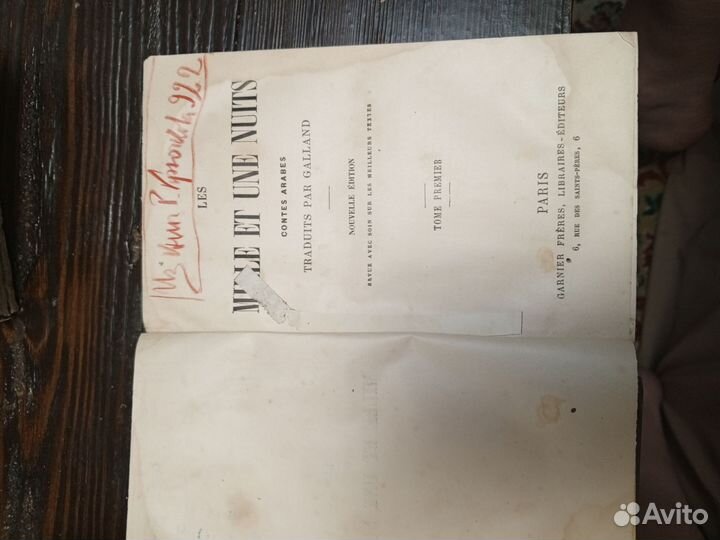 LES
MILLE ET UNE NUITS
CONTES ARABES
TRADUITS PAR GALLAND
NOUVELLE ÉDITION
REVUE AVEC SOIN SUR LES MEILLEURS TEXTES
TOME PREMIER
PARIS
GARNIER FRÈRES, LIBRAIRES-ÉDITEURS
6, RUE DES SAINTS-PÈRES, 6
922
Avito